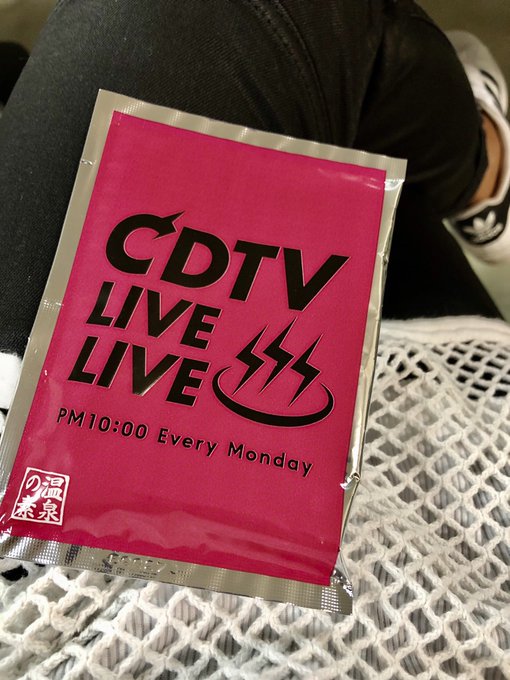 CDTV
LIVE
LIVE
PM10:00 Every Monday
温泉
の素